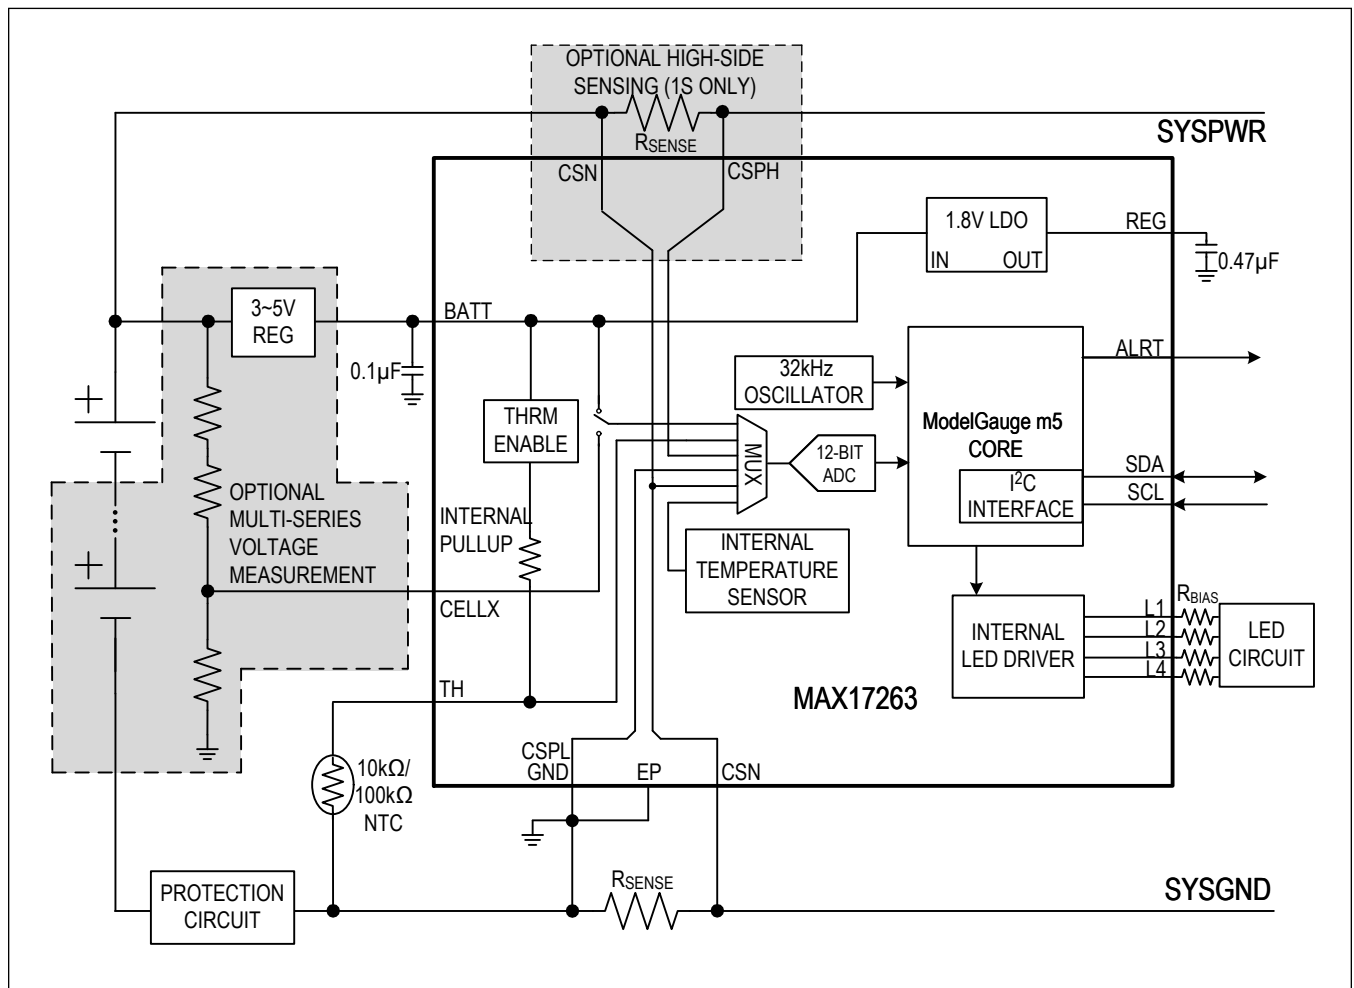 OPTIONAL HIGH-SIDE
SENSING (1S ONLY)
RSENSE
SYSPWR
CSN
CSPH
1.8V LDO
IN
OUT
REG
0.47µF
3~5V
REG
BATT
0.1µF
THRM
ENABLE
32kHz
OSCILLATOR
MUX
12-BIT
ADC
ModelGauge m5
CORE
I²C
INTERFACE
ALRT
SDA
SCL
+
+
OPTIONAL
MULTI-SERIES
VOLTAGE
MEASUREMENT
INTERNAL
PULLUP
CELLX
INTERNAL
TEMPERATURE
SENSOR
INTERNAL
LED DRIVER
L1
L2
L3
L4
RBIAS
LED
CIRCUIT
TH
MAX17263
10kΩ/
100kΩ
NTC
CSPL
GND
EP
CSN
PROTECTION
CIRCUIT
RSENSE
SYSGND